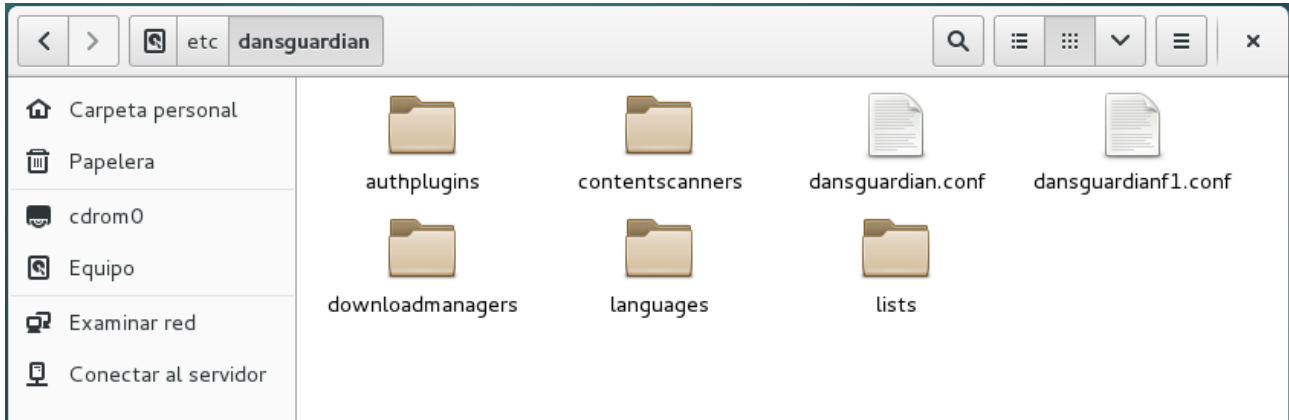 etc dansguardian
Carpeta personal
Papelera
cdrom0
Equipo
Examinar red
Conectar al servidor
authplugins contentscanners dansguardian.conf dansguardianf1.conf
downloadmanagers languages lists